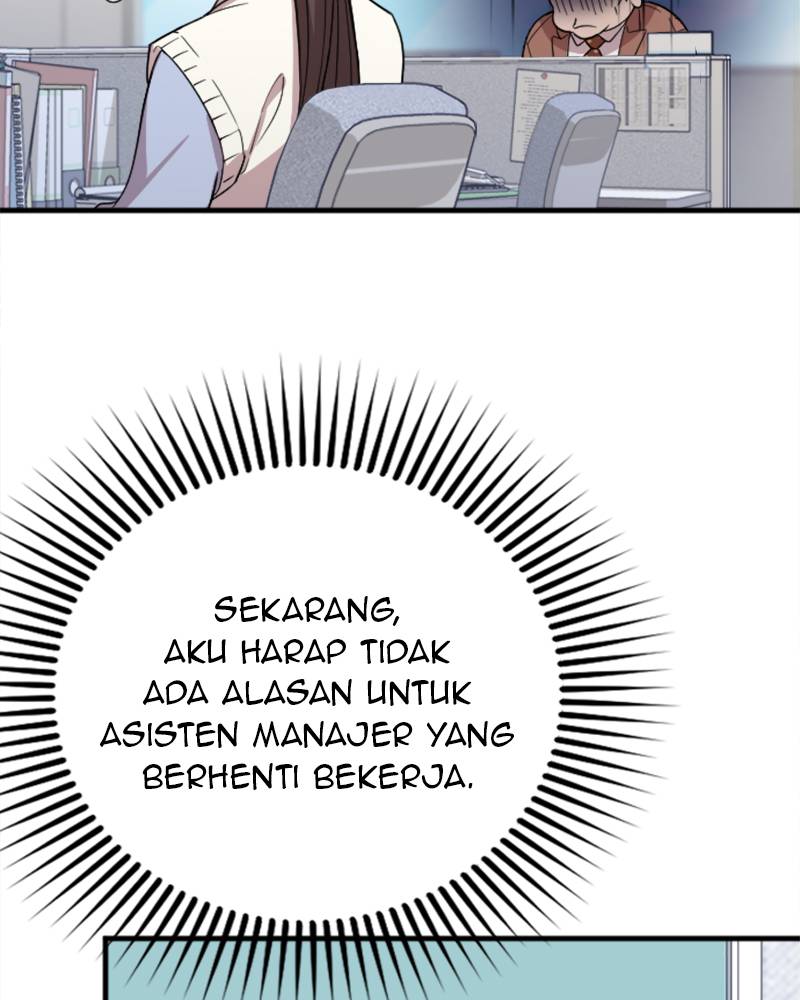 SEKARANG,
AKU HARAP TIDAK
ADA ALASAN UNTUK
ASISTEN MANAJER YANG
BERHENTI BEKERJA.